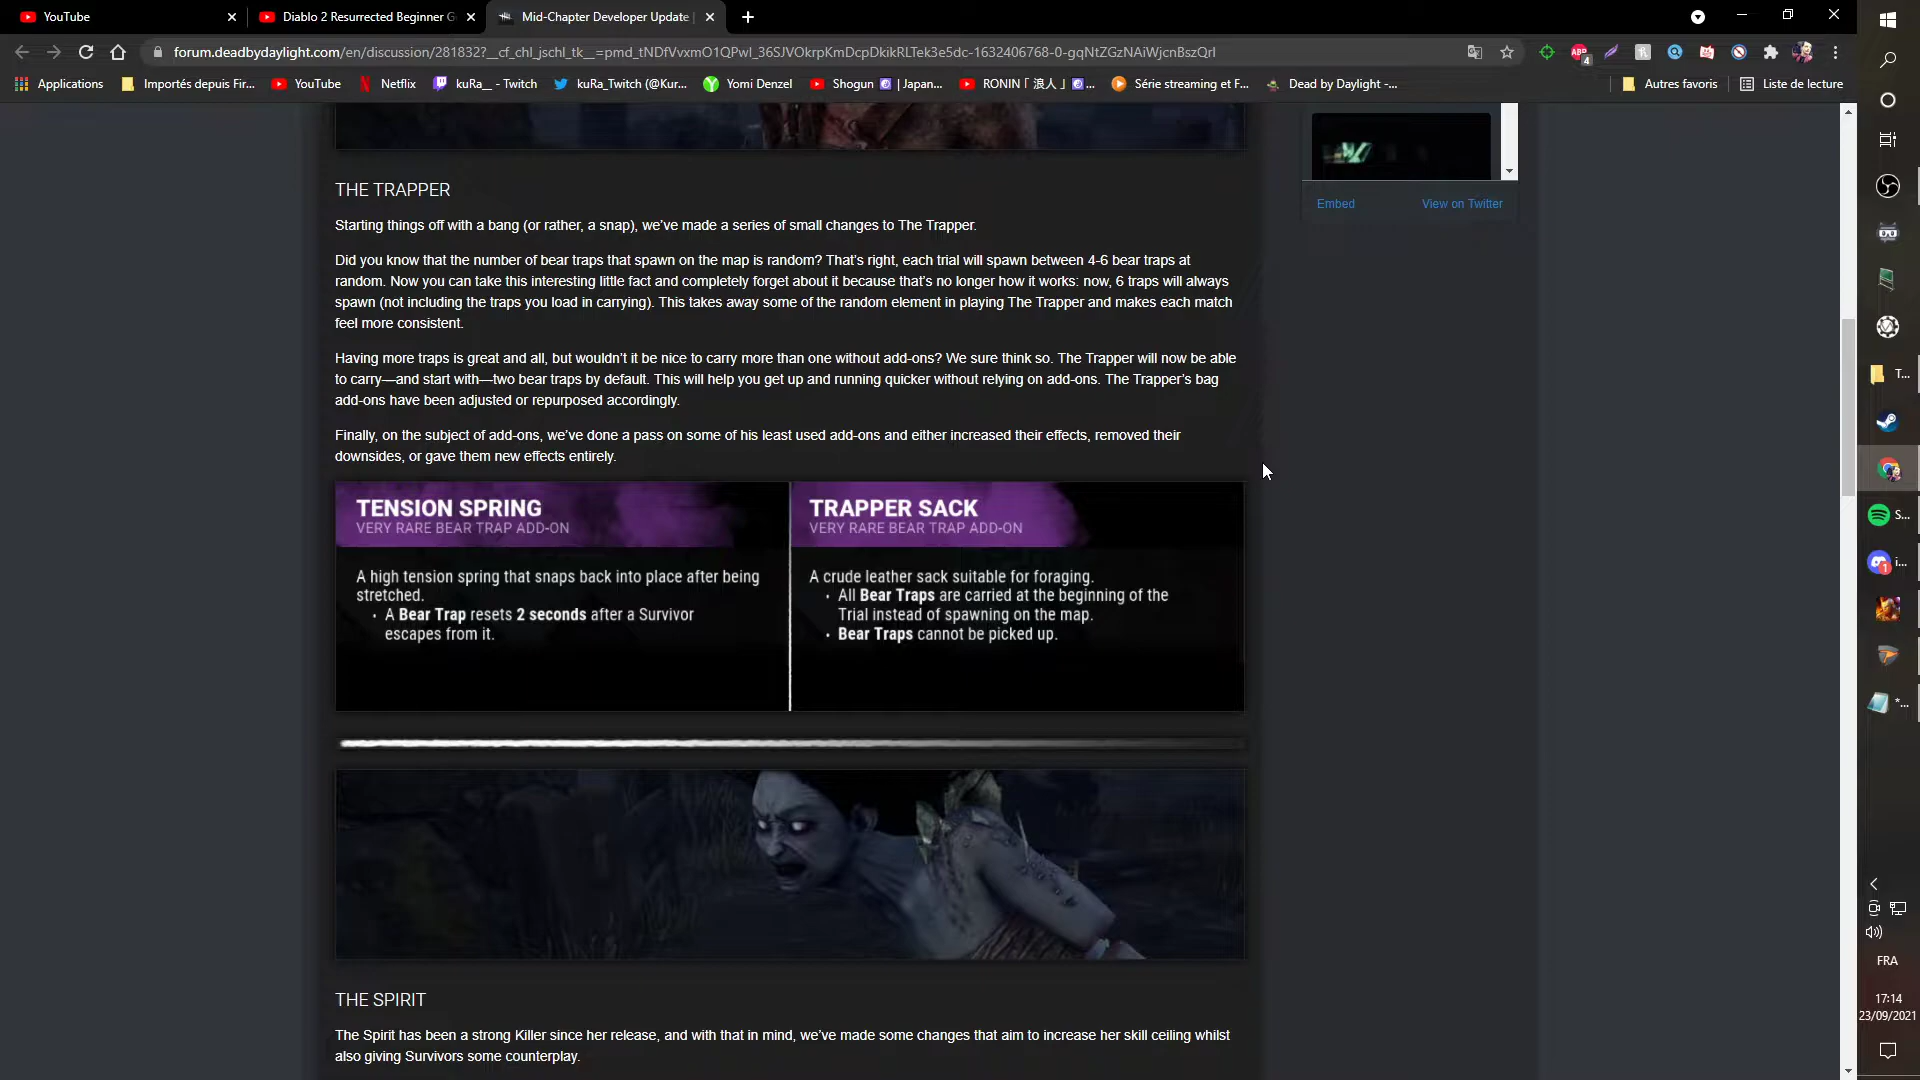 YouTube
Diablo 2 Resurrected Beginner G
Mid-Chapter Developer Update |
forum.deadbydaylight.com/en/discussion/281832?__cf_chl_jschl_tk__=pmd_tNDfVvxmO1QPwI_36SJVOkrpKmDcpDkikRLTek3e5dc-1632406768-0-gqNtZGzNAiWjcnBszQrl
4
Applications
Importés depuis Fir...
YouTube
Netflix
kuRa__ - Twitch
kuRa_Twitch (@Kur...
Yomi Denzel
Shogun | Japan...
RONIN「 浪人 」...
Série streaming et F...
Dead by Daylight -...
Autres favoris
Liste de lecture
Embed
View on Twitter
THE TRAPPER
Starting things off with a bang (or rather, a snap), we’ve made a series of small changes to The Trapper.
Did you know that the number of bear traps that spawn on the map is random? That’s right, each trial will spawn between 4-6 bear traps at
random. Now you can take this interesting little fact and completely forget about it because that’s no longer how it works: now, 6 traps will always
spawn (not including the traps you load in carrying). This takes away some of the random element in playing The Trapper and makes each match
feel more consistent.
Having more traps is great and all, but wouldn’t it be nice to carry more than one without add-ons? We sure think so. The Trapper will now be able
to carry—and start with—two bear traps by default. This will help you get up and running quicker without relying on add-ons. The Trapper’s bag
add-ons have been adjusted or repurposed accordingly.
Finally, on the subject of add-ons, we’ve done a pass on some of his least used add-ons and either increased their effects, removed their
downsides, or gave them new effects entirely.
TENSION SPRING
VERY RARE BEAR TRAP ADD-ON
A high tension spring that snaps back into place after being
stretched.
• A Bear Trap resets 2 seconds after a Survivor
escapes from it.
TRAPPER SACK
VERY RARE BEAR TRAP ADD-ON
A crude leather sack suitable for foraging.
• All Bear Traps are carried at the beginning of the
Trial instead of spawning on the map.
• Bear Traps cannot be picked up.
THE SPIRIT
The Spirit has been a strong Killer since her release, and with that in mind, we’ve made some changes that aim to increase her skill ceiling whilst
also giving Survivors some counterplay.
T...
S...
1
i...
*...
FRA
17:14
23/09/2021